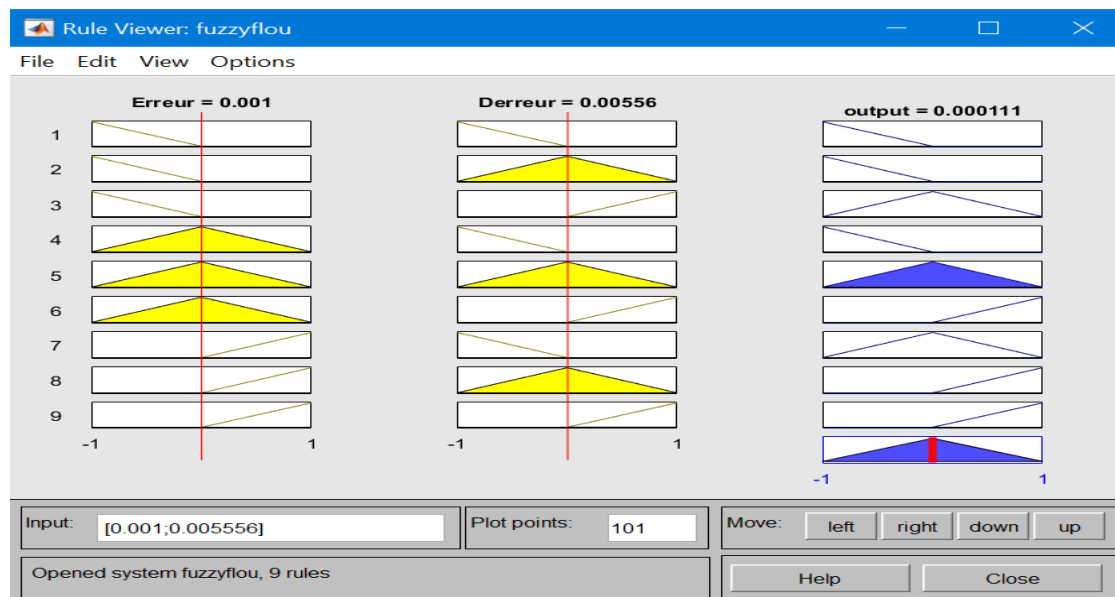 Rule Viewer: fuzzyflou
File Edit View Options
Erreur = 0.001
Derreur = 0.00556
output = 0.000111
1
2
3
4
5
6
7
8
9
-1 1
-1 1
-1 1
Input: [0.001;0.005556]
Plot points: 101
Move: left right down up
Opened system fuzzyflou, 9 rules
Help Close